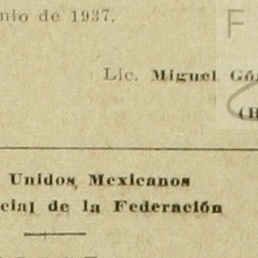 nio de 1937.
F
Lic. Miguel Gó
(R
Unidos Mexicanos
cial de la Federación